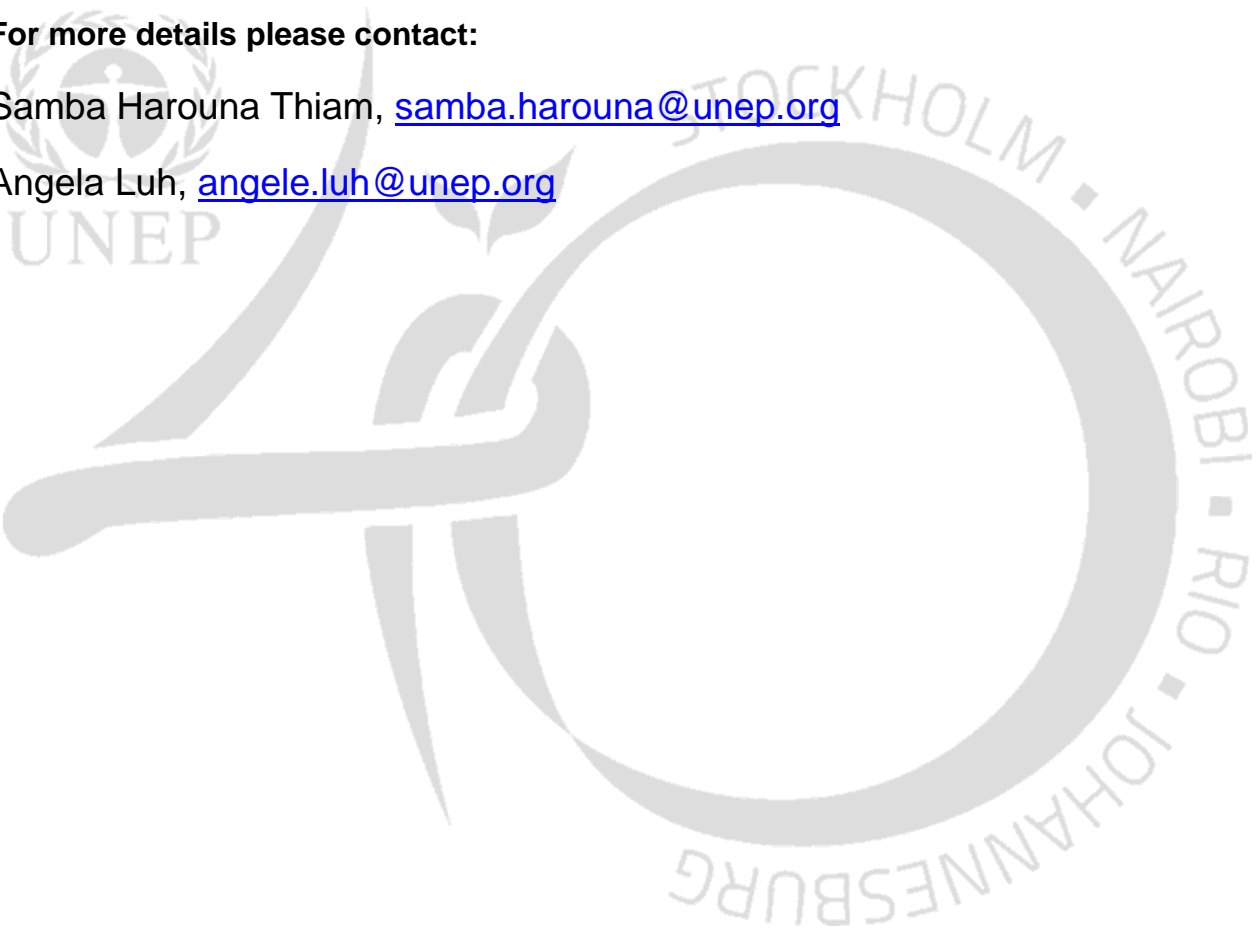 For more details please contact:
Samba Harouna Thiam, samba.harouna@unep.org
Angela Luh, angele.luh@unep.org
UNEP
STOCKHOLM ▪ NAIROBI ▪ RIO ▪ JOHANNESBURG